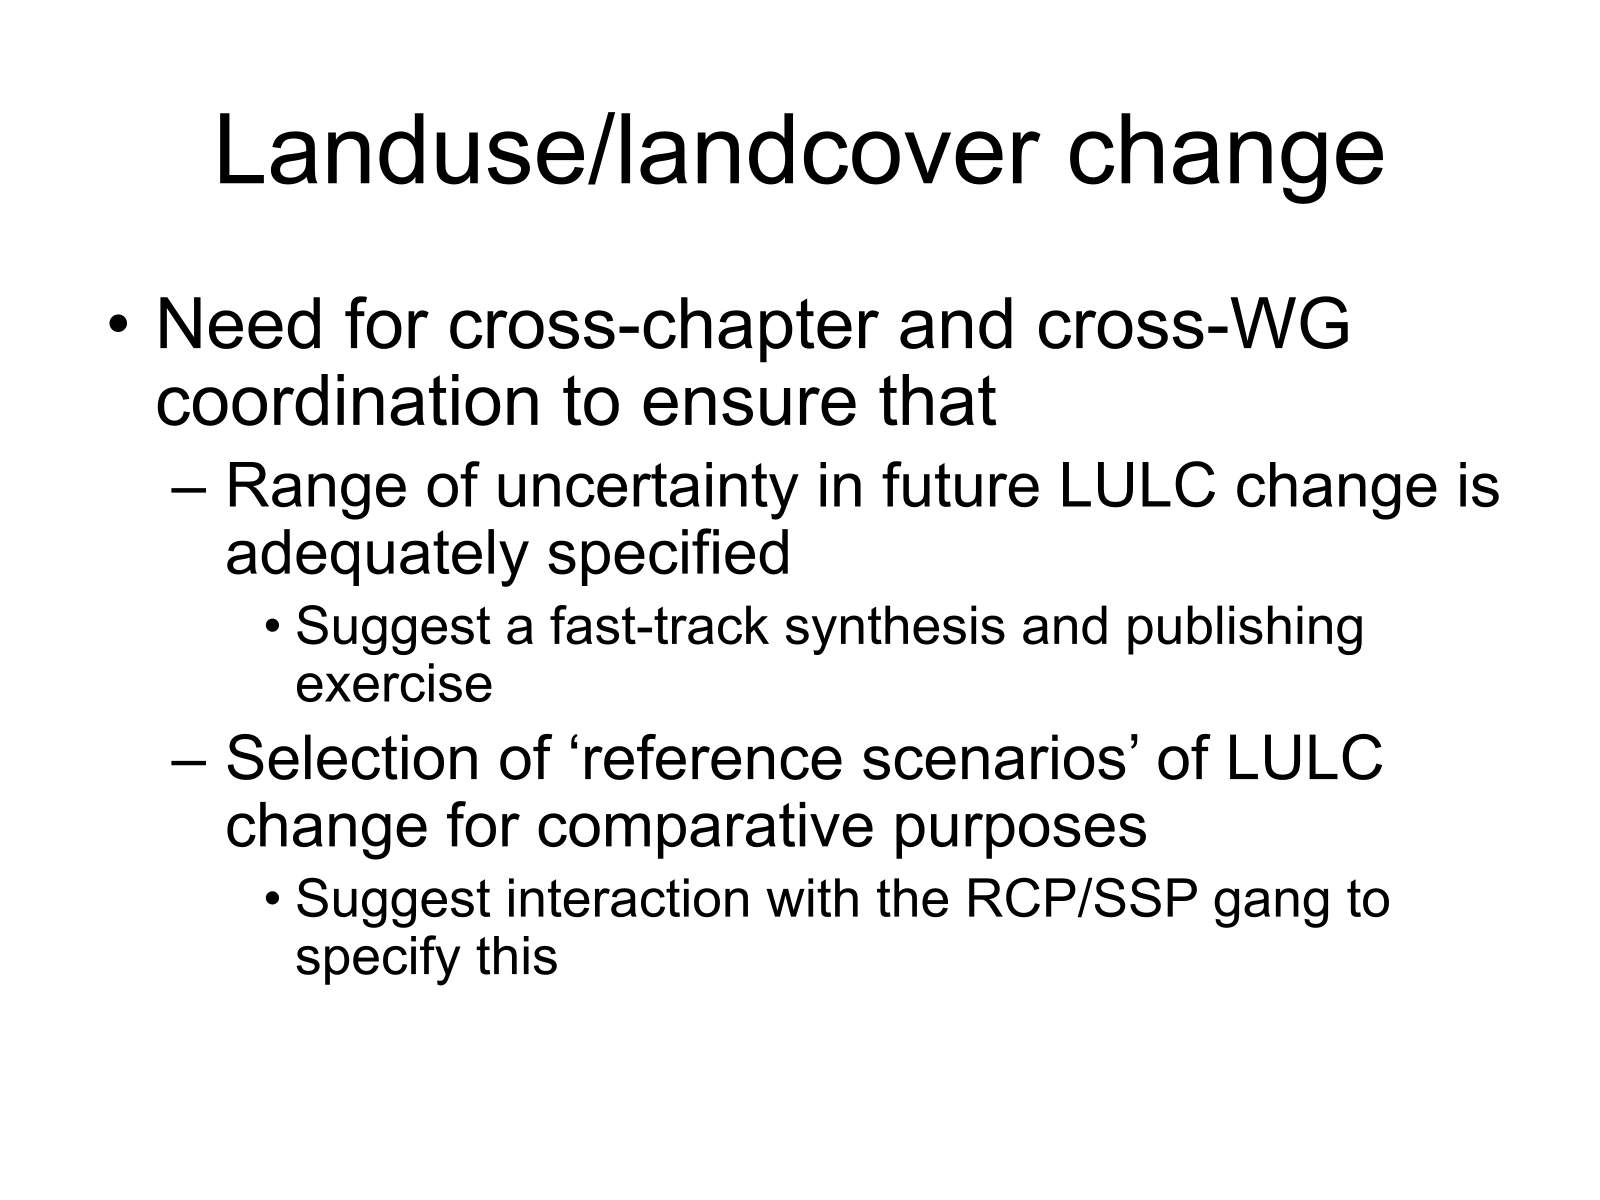 Landuse/landcover change
• Need for cross-chapter and cross-WG
coordination to ensure that
– Range of uncertainty in future LULC change is
adequately specified
• Suggest a fast-track synthesis and publishing
exercise
– Selection of ‘reference scenarios’ of LULC
change for comparative purposes
• Suggest interaction with the RCP/SSP gang to
specify this